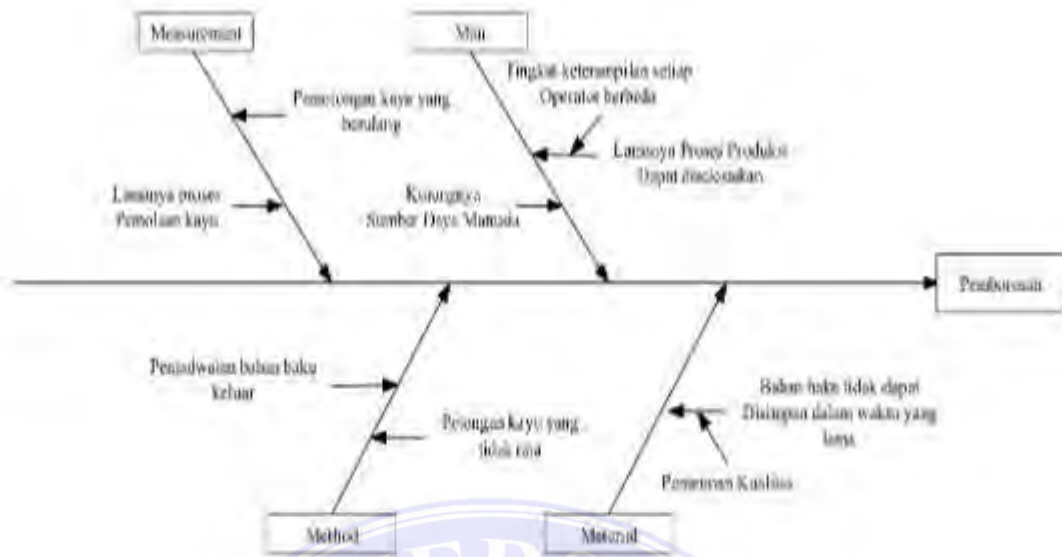 Measurement
Man
Tingkat keterampilan setiap
Operator berbeda
Pemotongan kayu yang
berulang
Lamanya Proses Produksi
Dapat diselesaikan
Lamanya proses
Pemolaan kayu
Kurangnya
Sumber Daya Manusia
Pemborosan
Penjadwalan bahan baku
keluar
Potongan kayu yang
tidak rata
Bahan baku tidak dapat
Disimpan dalam waktu yang
lama
Penurunan Kualitas
Method
Material